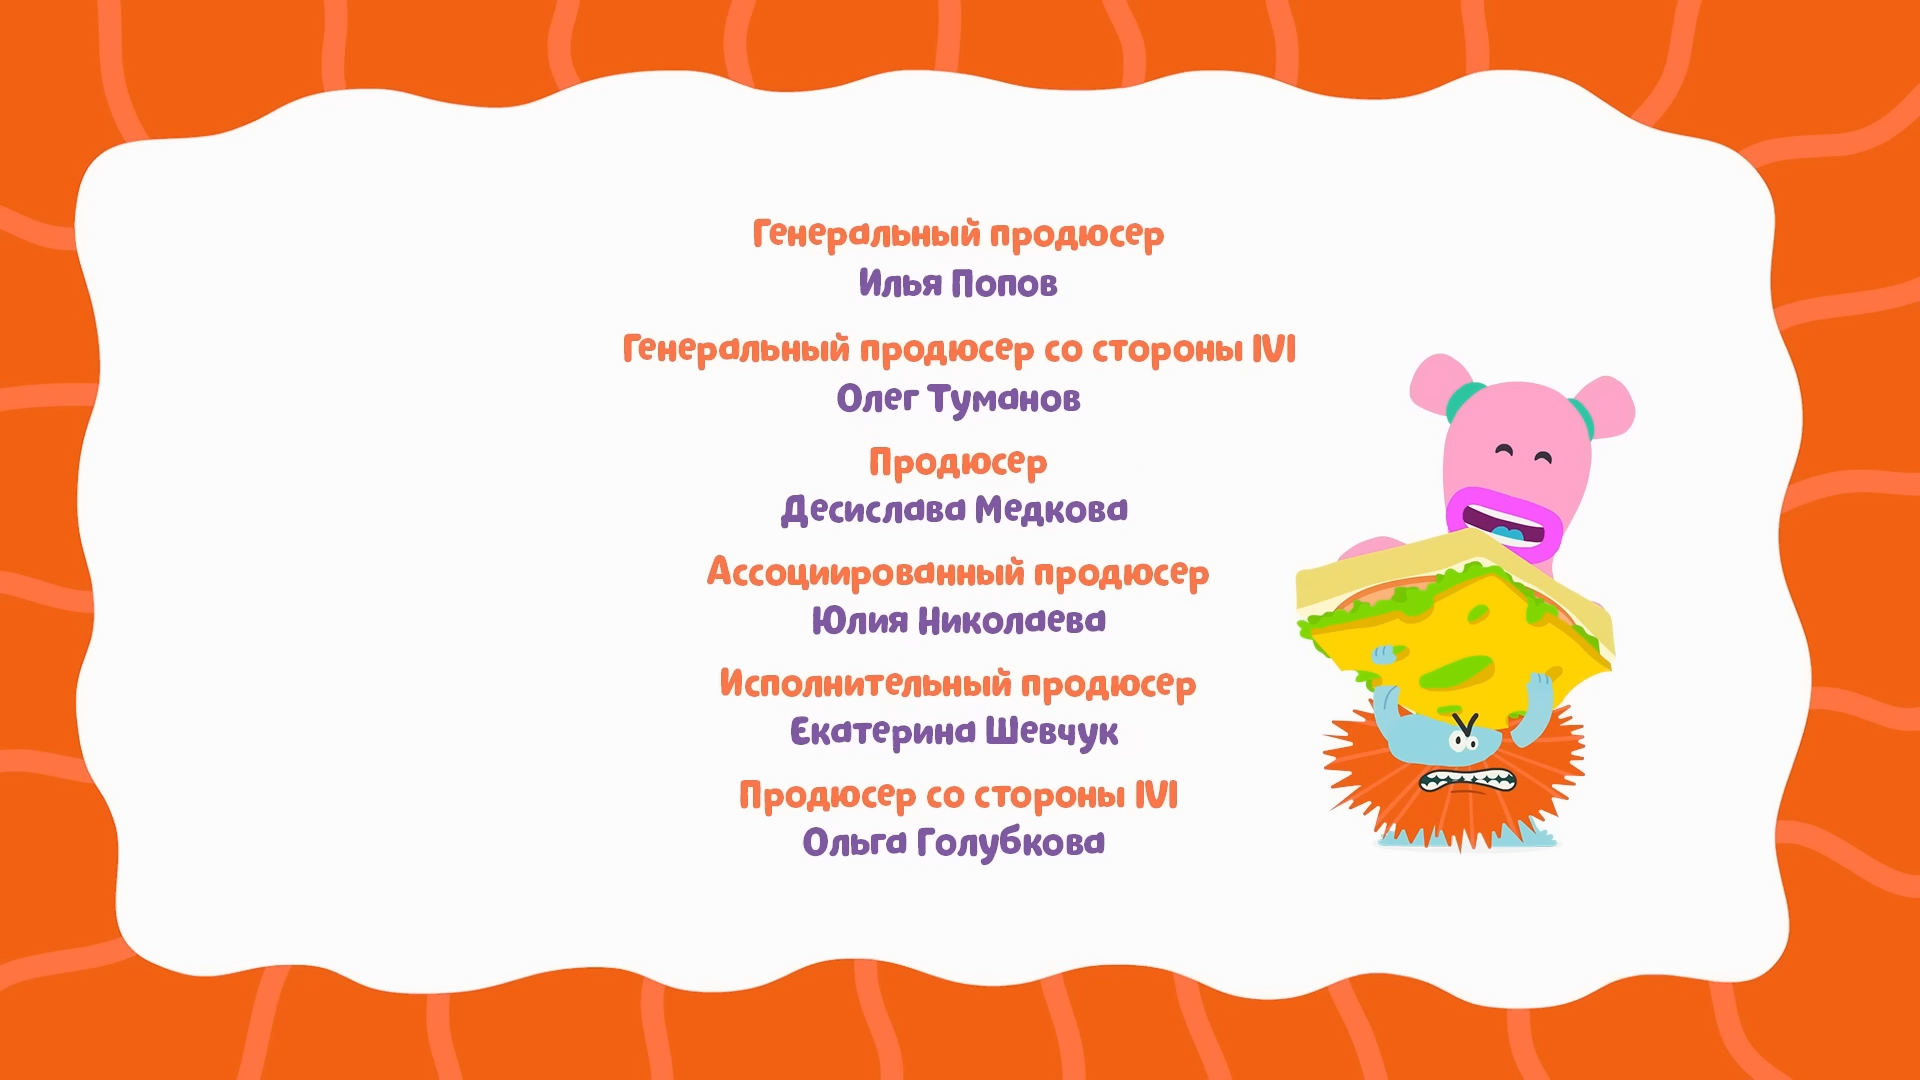 Генеральный продюсер
Илья Попов
Генеральный продюсер со стороны IVI
Олег Туманов
Продюсер
Десислава Медкова
Ассоциированный продюсер
Юлия Николаева
Исполнительный продюсер
Екатерина Шевчук
Продюсер со стороны IVI
Ольга Голубкова